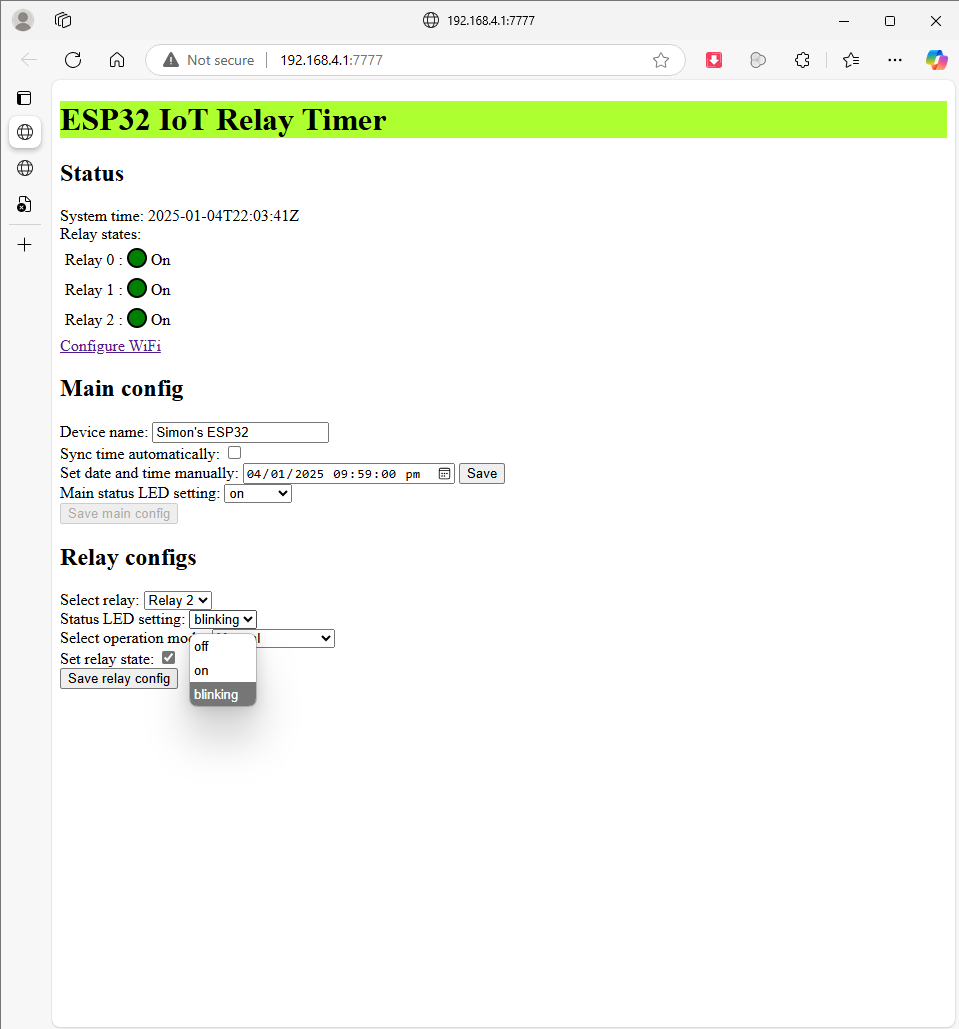 192.168.4.1:7777
Not secure 192.168.4.1:7777
ESP32 IoT Relay Timer
Status
System time: 2025-01-04T22:03:41Z
Relay states:
Relay 0 : On
Relay 1 : On
Relay 2 : On
Configure WiFi
Main config
Device name: Simon's ESP32
Sync time automatically:
Set date and time manually: 04/01/2025 09:59:00 pm Save
Main status LED setting: on
Save main config
Relay configs
Select relay: Relay 2
Status LED setting: blinking
Select operation
off
Set relay state:
on
Save relay config
blinking